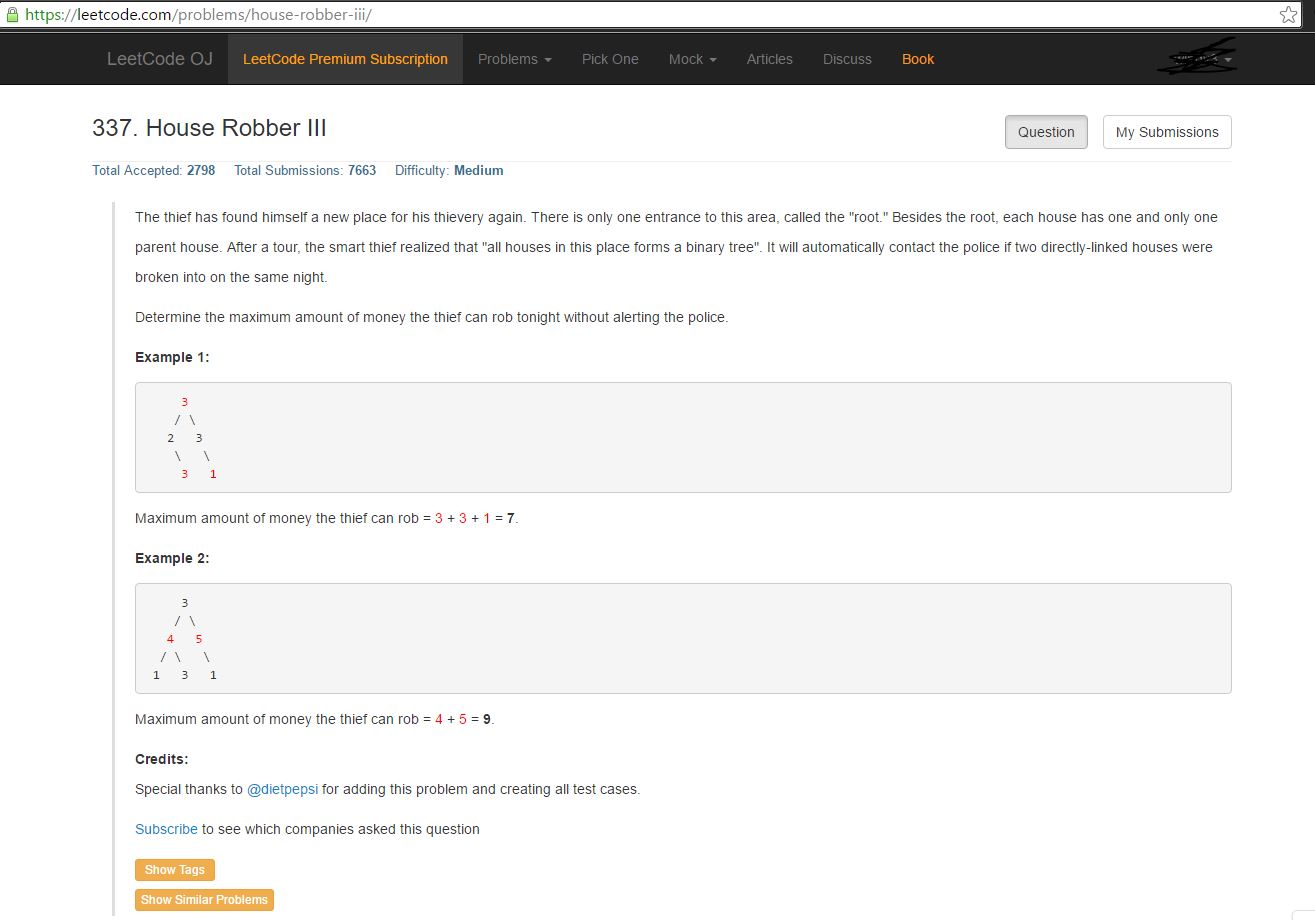 https://leetcode.com/problems/house-robber-iii/
LeetCode OJ LeetCode Premium Subscription Problems Pick One Mock Articles Discuss Book
337. House Robber III
Question My Submissions
Total Accepted: 2798 Total Submissions: 7663 Difficulty: Medium
The thief has found himself a new place for his thievery again. There is only one entrance to this area, called the "root." Besides the root, each house has one and only one
parent house. After a tour, the smart thief realized that "all houses in this place forms a binary tree". It will automatically contact the police if two directly-linked houses were
broken into on the same night.
Determine the maximum amount of money the thief can rob tonight without alerting the police.
Example 1:
3
/ \
2 3
\ \
3 1
Maximum amount of money the thief can rob = 3 + 3 + 1 = 7.
Example 2:
3
/ \
4 5
/ \ \
1 3 1
Maximum amount of money the thief can rob = 4 + 5 = 9.
Credits:
Special thanks to @dietpepsi for adding this problem and creating all test cases.
Subscribe to see which companies asked this question
Show Tags
Show Similar Problems